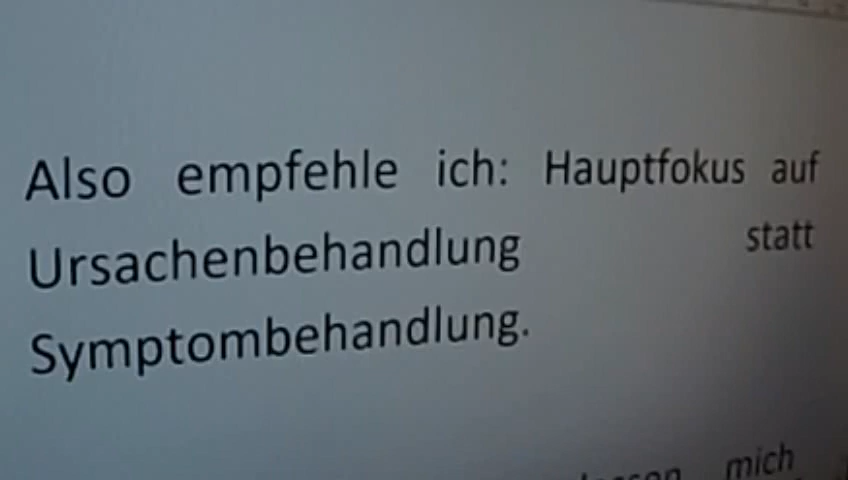 Also empfehle ich: Hauptfokus auf
Ursachenbehandlung statt
Symptombehandlung.
mich